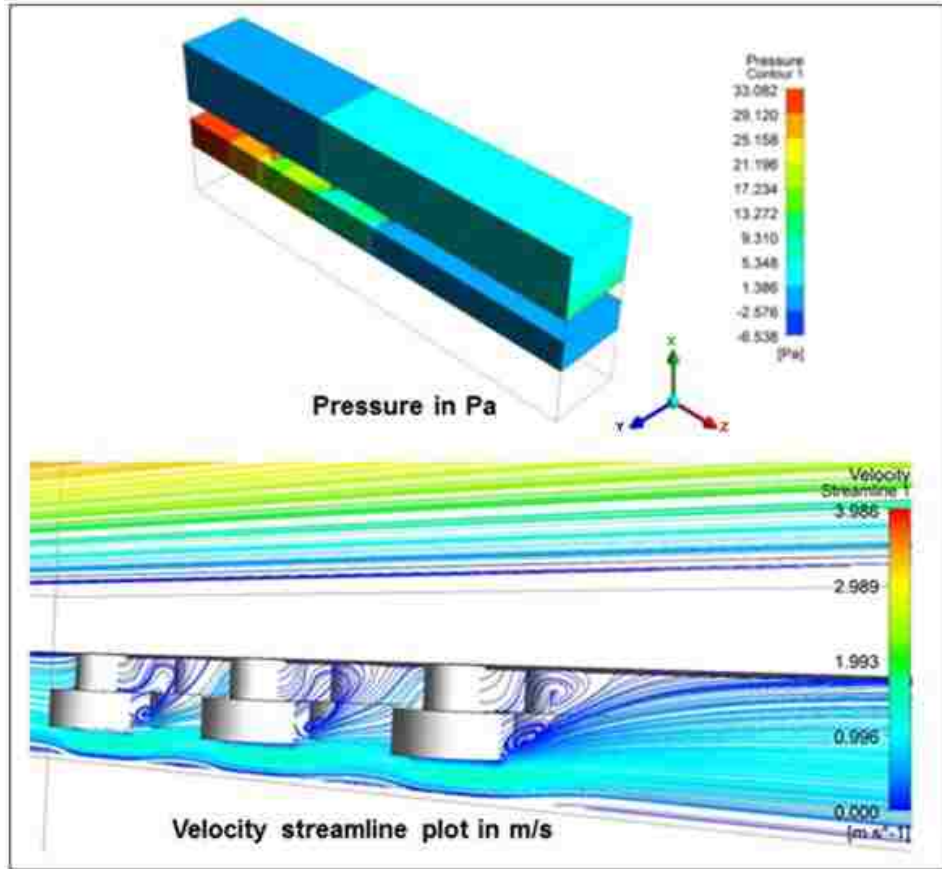 Pressure
Contour 1
33.082
29.120
25.158
21.196
17.234
13.272
9.310
5.348
1.386
-2.576
-6.538
[Pa]
Pressure in Pa
X
Y
Z
Velocity
Streamline 1
3.986
2.989
1.993
0.996
0.000
[m s^-1]
Velocity streamline plot in m/s